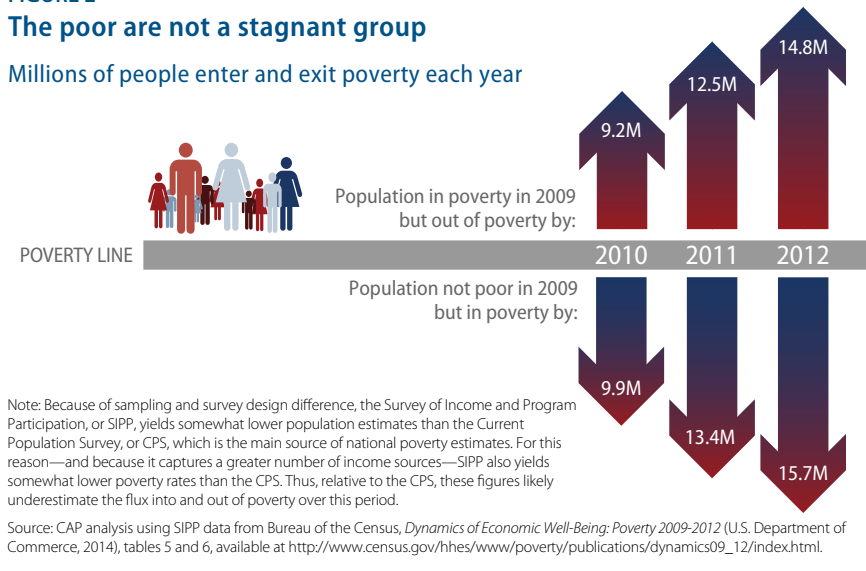 The poor are not a stagnant group
Millions of people enter and exit poverty each year
9.2M
12.5M
14.8M
Population in poverty in 2009
but out of poverty by:
POVERTY LINE
2010
2011
2012
Population not poor in 2009
but in poverty by:
9.9M
13.4M
15.7M
Note: Because of sampling and survey design difference, the Survey of Income and Program
Participation, or SIPP, yields somewhat lower population estimates than the Current
Population Survey, or CPS, which is the main source of national poverty estimates. For this
reason—and because it captures a greater number of income sources—SIPP also yields
somewhat lower poverty rates than the CPS. Thus, relative to the CPS, these figures likely
underestimate the flux into and out of poverty over this period.
Source: CAP analysis using SIPP data from Bureau of the Census, Dynamics of Economic Well-Being: Poverty 2009-2012 (U.S. Department of
Commerce, 2014), tables 5 and 6, available at http://www.census.gov/hhes/www/poverty/publications/dynamics09_12/index.html.